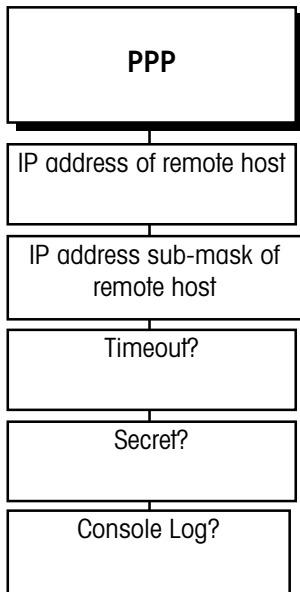 PPP
IP address of remote host
IP address sub-mask of
remote host
Timeout?
Secret?
Console Log?